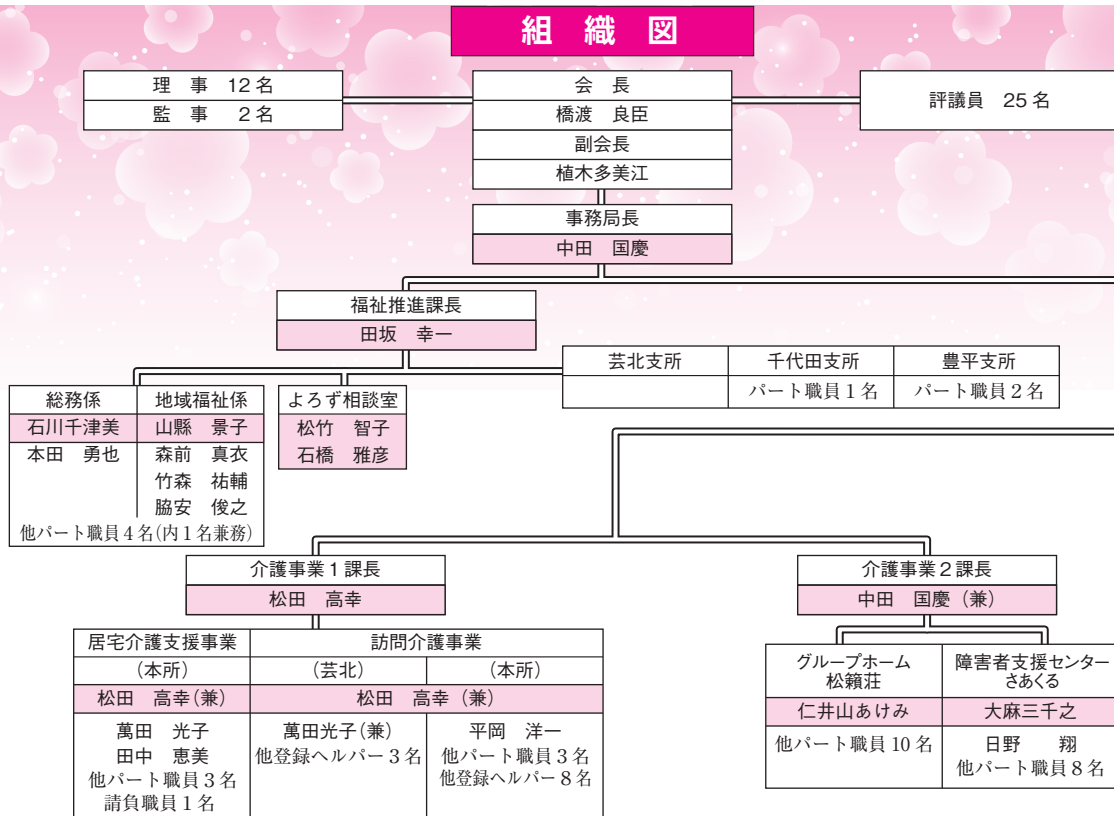 組織図
理　事　12名
監　事　2名
会　長
橋渡　良臣
副会長
植木多美江
評議員　25名
事務局長
中田　国慶
福祉推進課長
田坂　幸一
芸北支所
千代田支所
パート職員1名
豊平支所
パート職員2名
総務係
石川千津美
本田　勇也
地域福祉係
山縣　景子
森前　真衣
竹森　祐輔
脇安　俊之
他パート職員4名(内1名兼務)
よろず相談室
松竹　智子
石橋　雅彦
介護事業1課長
松田　高幸
介護事業2課長
中田　国慶（兼）
居宅介護支援事業
（本所）
松田　高幸(兼)
萬田　光子
田中　恵美
他パート職員3名
請負職員1名
訪問介護事業
（芸北）
（本所）
松田　高幸（兼）
萬田光子(兼)
他登録ヘルパー3名
平岡　洋一
他パート職員3名
他登録ヘルパー8名
グループホーム
松籟荘
仁井山あけみ
他パート職員10名
障害者支援センター
さあくる
大麻三千之
日野　翔
他パート職員8名